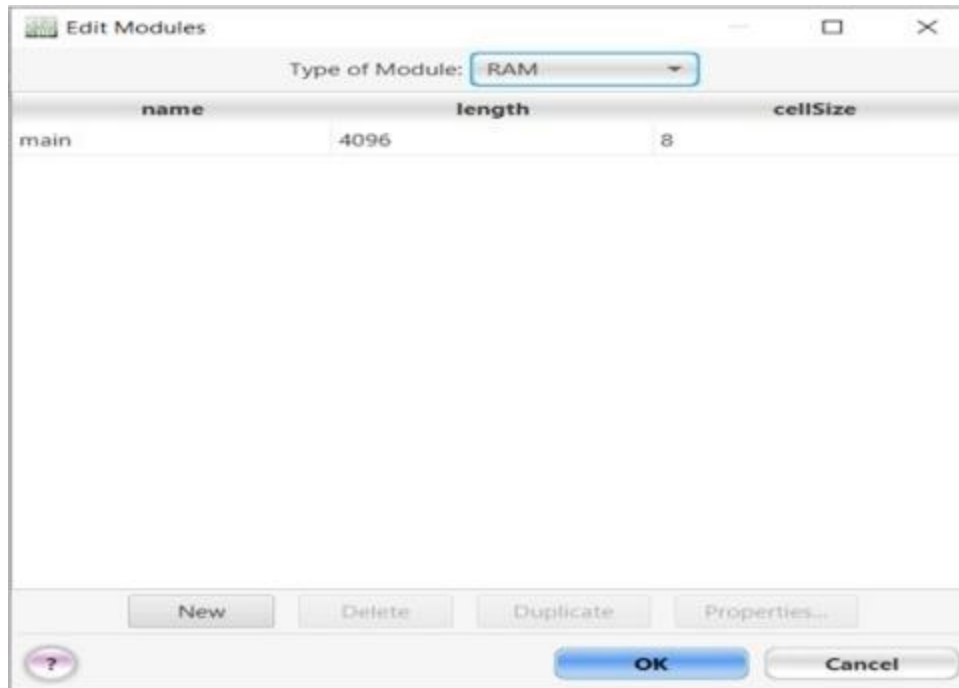 Edit Modules
Type of Module: RAM
name length cellSize
main 4096 8
New Delete Duplicate Properties...
? OK Cancel